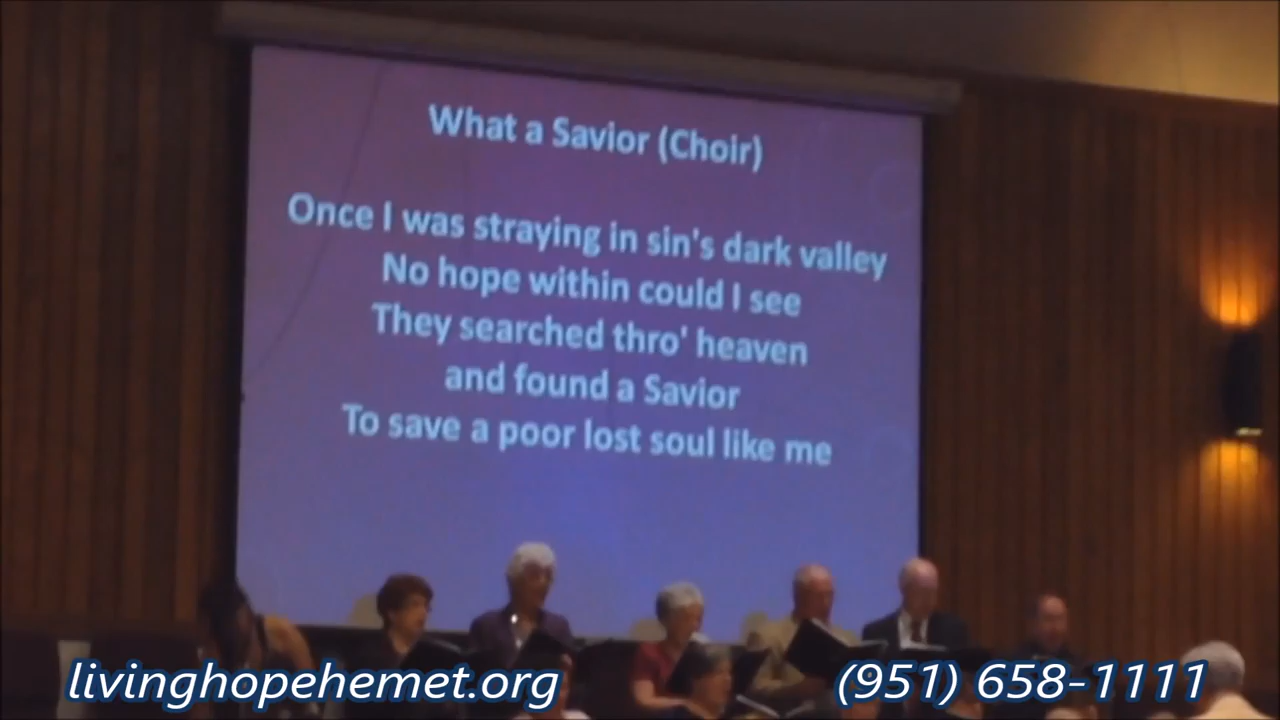 What a Savior (Choir)
Once I was straying in sin's dark valley
No hope within could I see
They searched thro' heaven
and found a Savior
To save a poor lost soul like me
livinghopehemet.org
(951) 658-1111